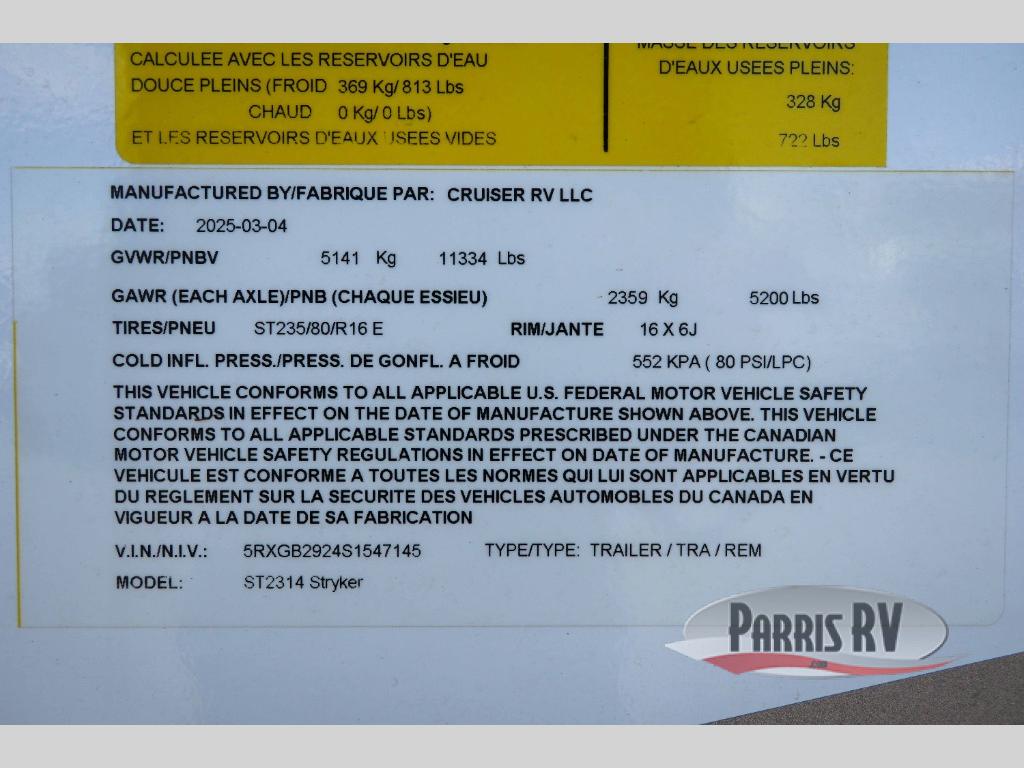 CALCULEE AVEC LES RESERVOIRS D'EAU
DOUCE PLEINS (FROID 369 Kg/ 813 Lbs
CHAUD 0 Kg/ 0 Lbs)
ET LES RESERVOIRS D'EAUX USEES VIDES
MASSE DES RESERVOIRS
D'EAUX USEES PLEINS:
328 Kg
722 Lbs
MANUFACTURED BY/FABRIQUE PAR: CRUISER RV LLC
DATE: 2025-03-04
GVWR/PNBV 5141 Kg 11334 Lbs
GAWR (EACH AXLE)/PNB (CHAQUE ESSIEU) 2359 Kg 5200 Lbs
TIRES/PNEU ST235/80/R16 E RIM/JANTE 16 X 6J
COLD INFL. PRESS./PRESS. DE GONFL. A FROID 552 KPA ( 80 PSI/LPC)
THIS VEHICLE CONFORMS TO ALL APPLICABLE U.S. FEDERAL MOTOR VEHICLE SAFETY
STANDARDS IN EFFECT ON THE DATE OF MANUFACTURE SHOWN ABOVE. THIS VEHICLE
CONFORMS TO ALL APPLICABLE STANDARDS PRESCRIBED UNDER THE CANADIAN
MOTOR VEHICLE SAFETY REGULATIONS IN EFFECT ON DATE OF MANUFACTURE. - CE
VEHICULE EST CONFORME A TOUTES LES NORMES QUI LUI SONT APPLICABLES EN VERTU
DU REGLEMENT SUR LA SECURITE DES VEHICLES AUTOMOBLES DU CANADA EN
VIGUEUR A LA DATE DE SA FABRICATION
V.I.N./N.I.V.: 5RXGB2924S1547145 TYPE/TYPE: TRAILER / TRA / REM
MODEL: ST2314 Stryker
PARRIS RV
.com